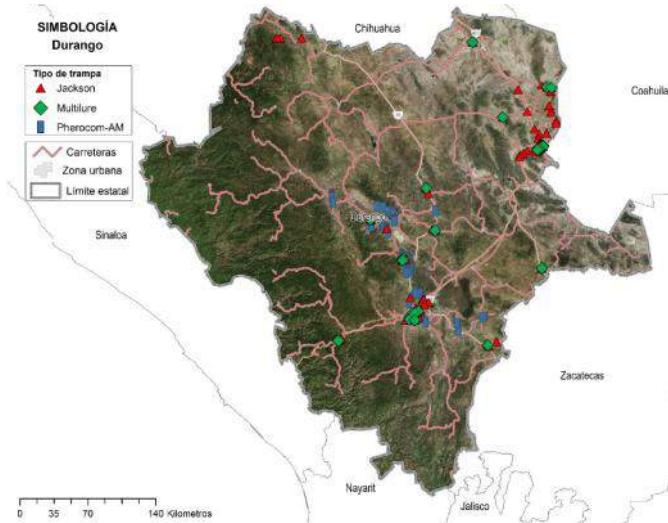 SIMBOLOGÍA
Durango
Tipo de trampa
Jackson
Multilure
Pherocom-AM
Carreteras
Zona urbana
Límite estatal
Chihuahua
Coahuila
Sinaloa
Durango
Zacatecas
Nayarit
Jalisco
0 35 70 140 Kilometros